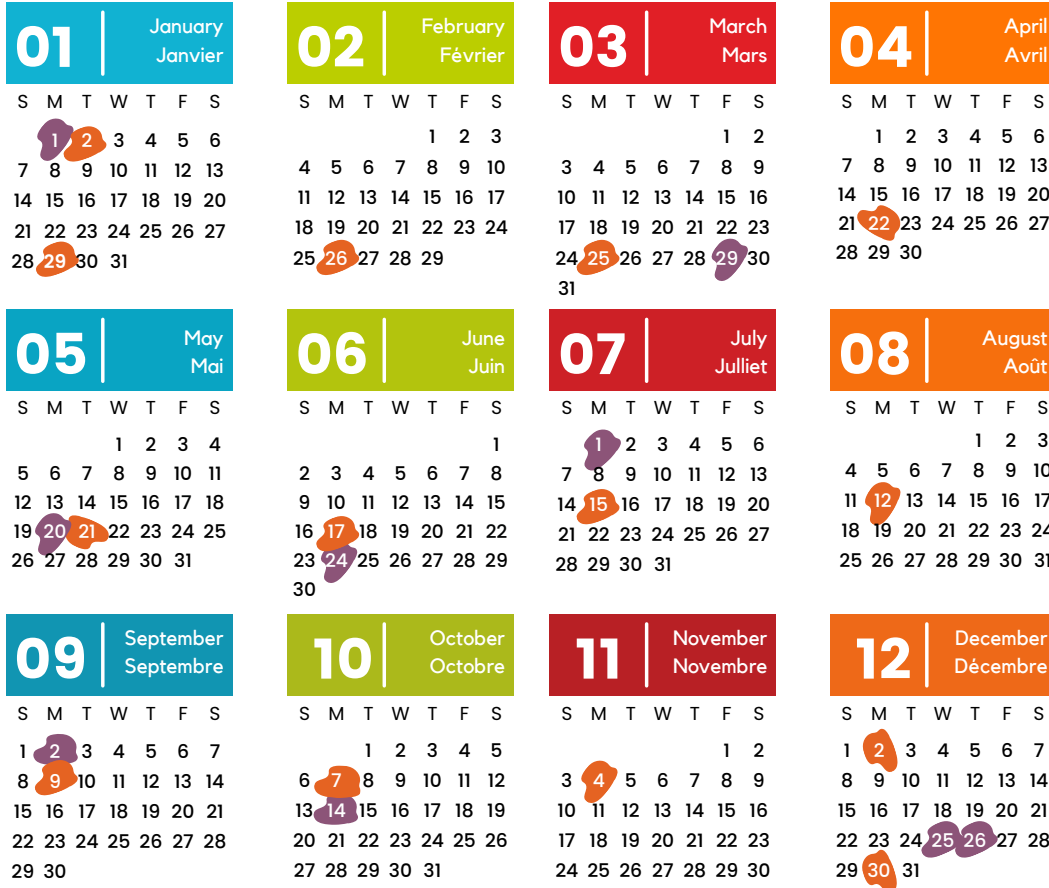 01
January
Janvier
S M T W T F S
1 2 3 4 5 6
7 8 9 10 11 12 13
14 15 16 17 18 19 20
21 22 23 24 25 26 27
28 29 30 31
02
February
Février
S M T W T F S
1 2 3
4 5 6 7 8 9 10
11 12 13 14 15 16 17
18 19 20 21 22 23 24
25 26 27 28 29
03
March
Mars
S M T W T F S
1 2
3 4 5 6 7 8 9
10 11 12 13 14 15 16
17 18 19 20 21 22 23
24 25 26 27 28 29 30
31
04
April
Avril
S M T W T F S
1 2 3 4 5 6
7 8 9 10 11 12 13
14 15 16 17 18 19 20
21 22 23 24 25 26 27
28 29 30
05
May
Mai
S M T W T F S
1 2 3 4
5 6 7 8 9 10 11
12 13 14 15 16 17 18
19 20 21 22 23 24 25
26 27 28 29 30 31
06
June
Juin
S M T W T F S
1
2 3 4 5 6 7 8
9 10 11 12 13 14 15
16 17 18 19 20 21 22
23 24 25 26 27 28 29
30
07
July
Julliet
S M T W T F S
1 2 3 4 5 6
7 8 9 10 11 12 13
14 15 16 17 18 19 20
21 22 23 24 25 26 27
28 29 30 31
08
August
Août
S M T W T F S
1 2 3
4 5 6 7 8 9 10
11 12 13 14 15 16 17
18 19 20 21 22 23 24
25 26 27 28 29 30 31
09
September
Septembre
S M T W T F S
1 2 3 4 5 6 7
8 9 10 11 12 13 14
15 16 17 18 19 20 21
22 23 24 25 26 27 28
29 30
10
October
Octobre
S M T W T F S
1 2 3 4 5
6 7 8 9 10 11 12
13 14 15 16 17 18 19
20 21 22 23 24 25 26
27 28 29 30 31
11
November
Novembre
S M T W T F S
1 2
3 4 5 6 7 8 9
10 11 12 13 14 15 16
17 18 19 20 21 22 23
24 25 26 27 28 29 30
12
December
Décembre
S M T W T F S
1 2 3 4 5 6 7
8 9 10 11 12 13 14
15 16 17 18 19 20 21
22 23 24 25 26 27 28
29 30 31